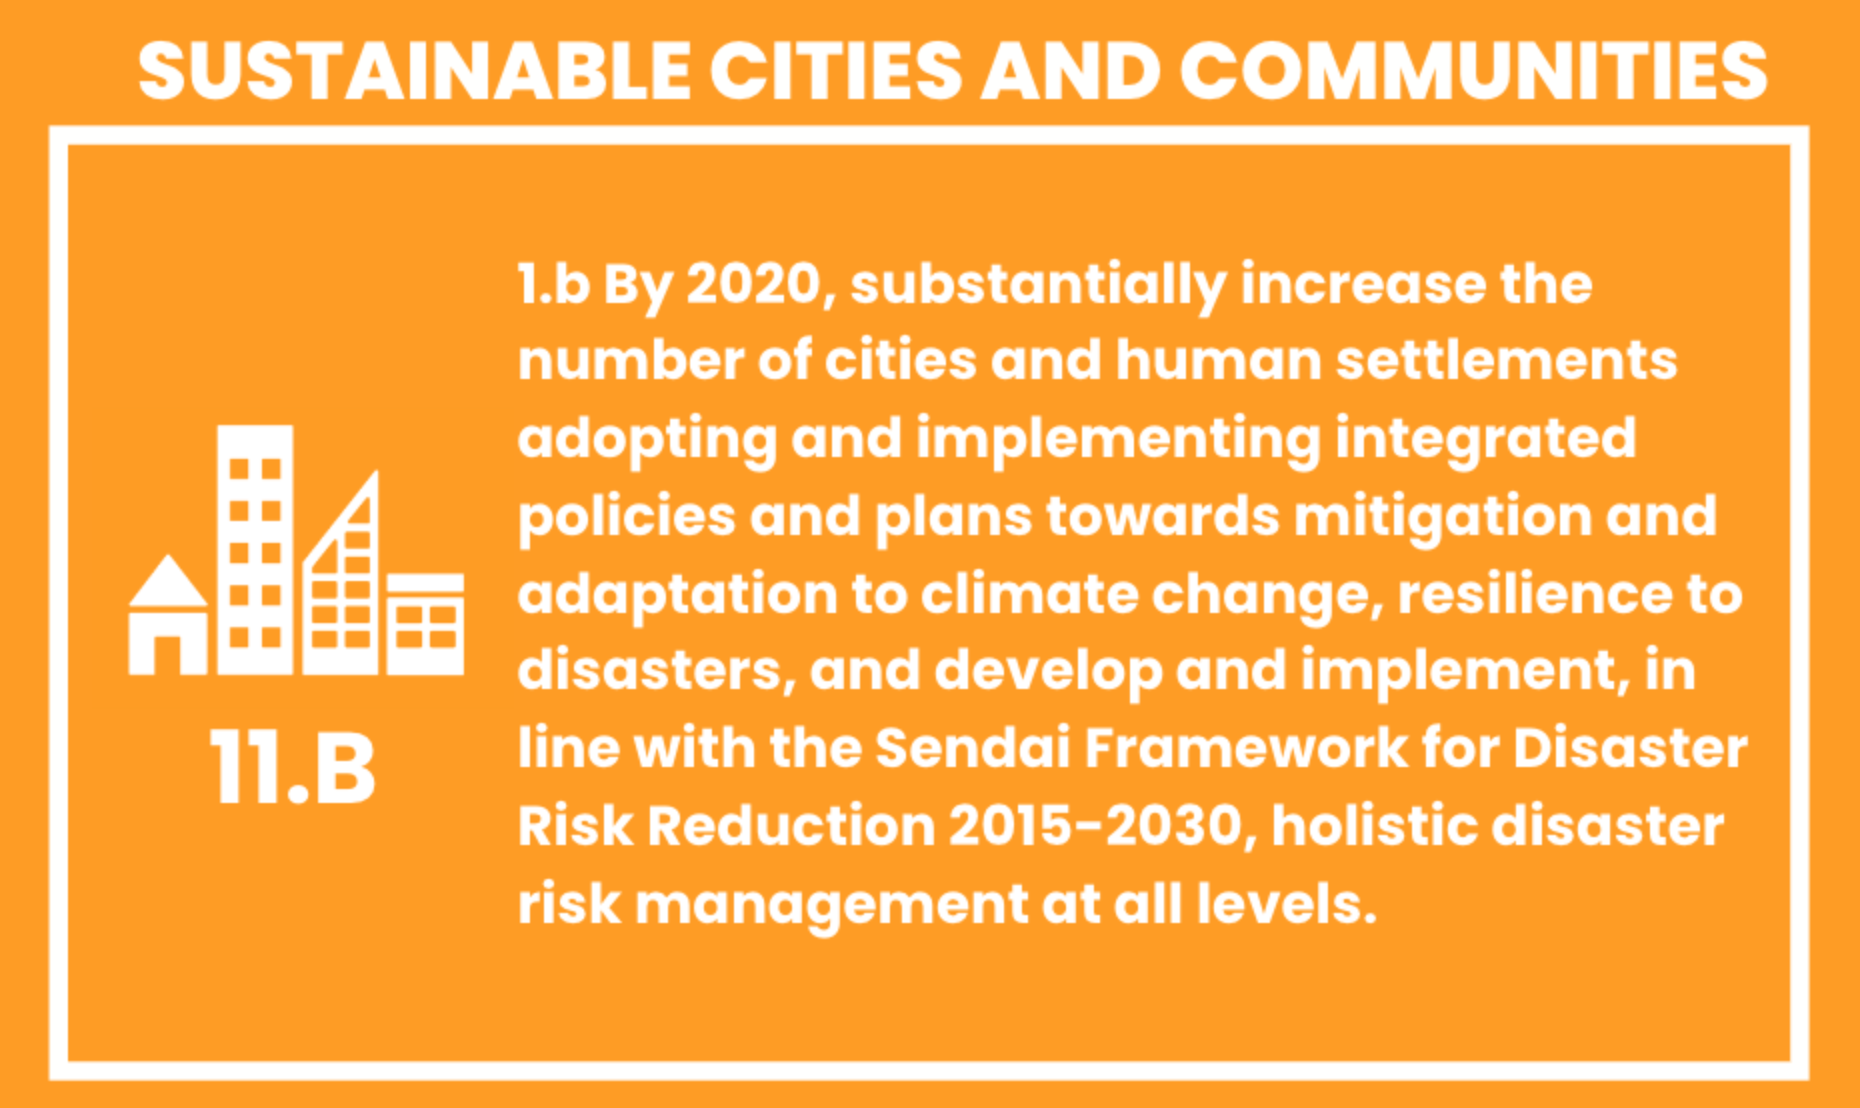 SUSTAINABLE CITIES AND COMMUNITIES
1.b By 2020, substantially increase the
number of cities and human settlements
adopting and implementing integrated
policies and plans towards mitigation and
adaptation to climate change, resilience to
disasters, and develop and implement, in
line with the Sendai Framework for Disaster
Risk Reduction 2015-2030, holistic disaster
risk management at all levels.
11.B